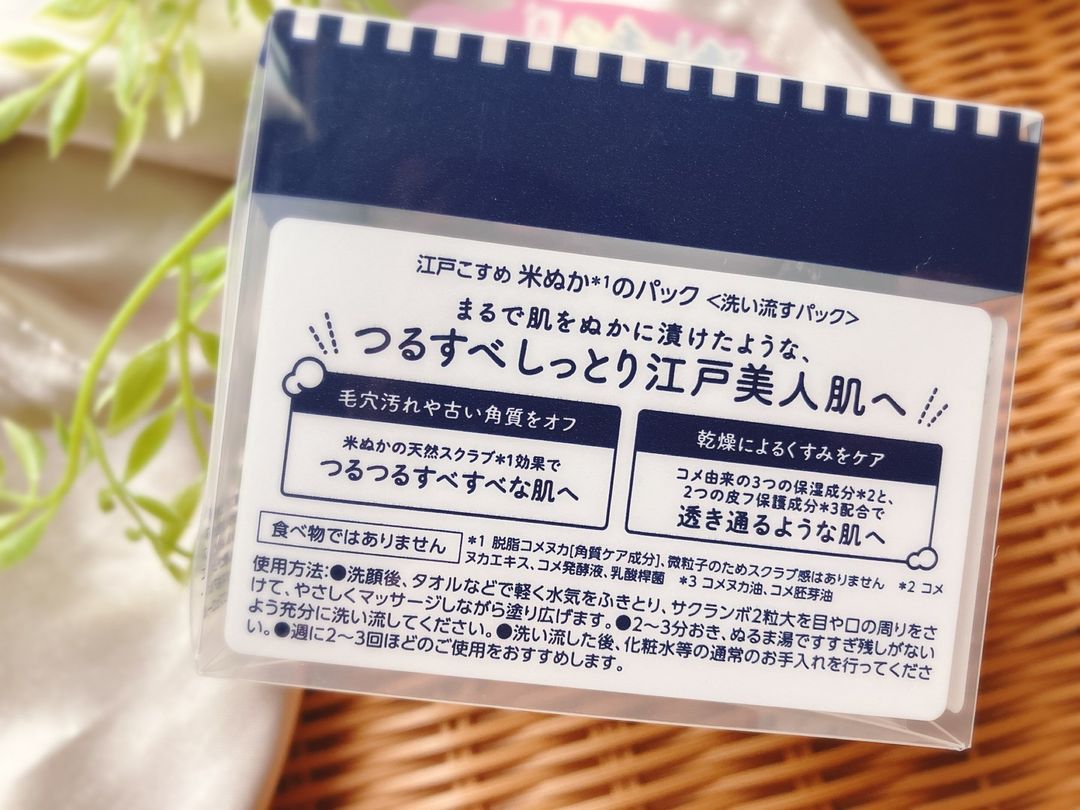 江戸こすめ 米ぬか*1のパック <洗い流すパック>
まるで肌をぬかに漬けたような、
つるすべしっとり江戸美人肌へ
毛穴汚れや古い角質をオフ
米ぬかの天然スクラブ*1効果で
つるつるすべすべな肌へ
乾燥によるくすみをケア
コメ由来の3つの保湿成分*2と、
2つの皮フ保護成分*3配合で
透き通るような肌へ
食べ物ではありません
*1 脱脂コメヌカ[角質ケア成分]、微粒子のためスクラブ感はありません *2 コメ
ヌカエキス、コメ発酵液、乳酸桿菌 *3 コメヌカ油、コメ胚芽油
使用方法:●洗顔後、タオルなどで軽く水気をふきとり、サクランボ2粒大を目や口の周りをさ
けて、やさしくマッサージしながら塗り広げます。●2~3分おき、ぬるま湯ですすぎ残しがない
よう充分に洗い流してください。●洗い流した後、化粧水等の通常のお手入れを行ってくださ
い。●週に2~3回ほどのご使用をおすすめします。